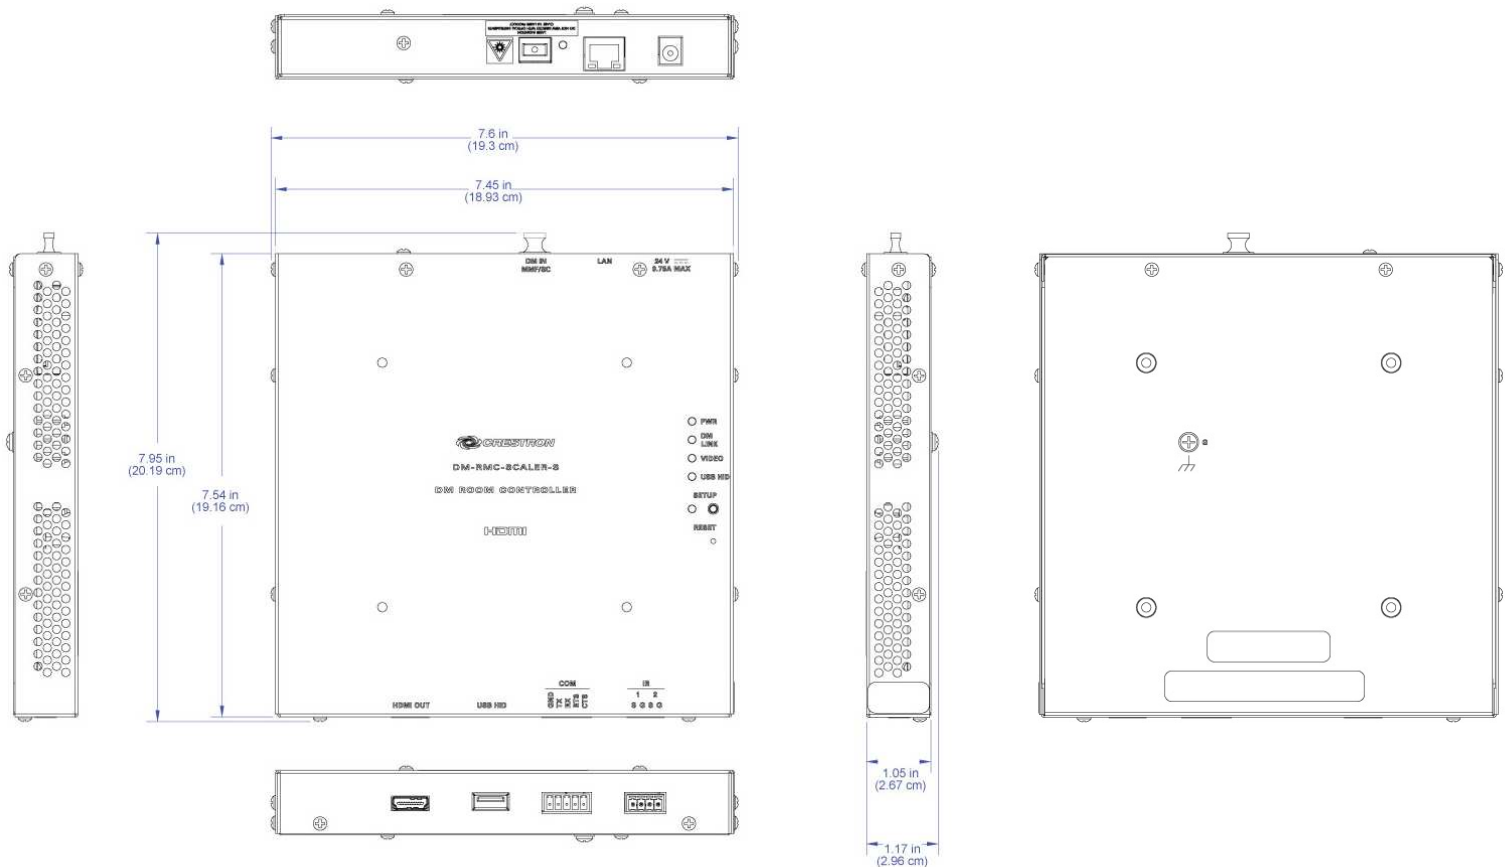 7.6 in
(19.3 cm)
7.45 in
(18.93 cm)
DM IN
MMF/SC
LAN
24 V
0.75A MAX
7.95 in
(20.19 cm)
7.54 in
(19.16 cm)
CRESTRON
DM-RMC-SCALER-S
DM ROOM CONTROLLER
HDMI
PWR
DM
LINK
VIDEO
USB HID
SETUP
RESET
HDMI OUT
USB HID
COM
GND
TX
RX
RTS
CTS
IR
1 2
S G S G
1.05 in
(2.67 cm)
1.17 in
(2.96 cm)